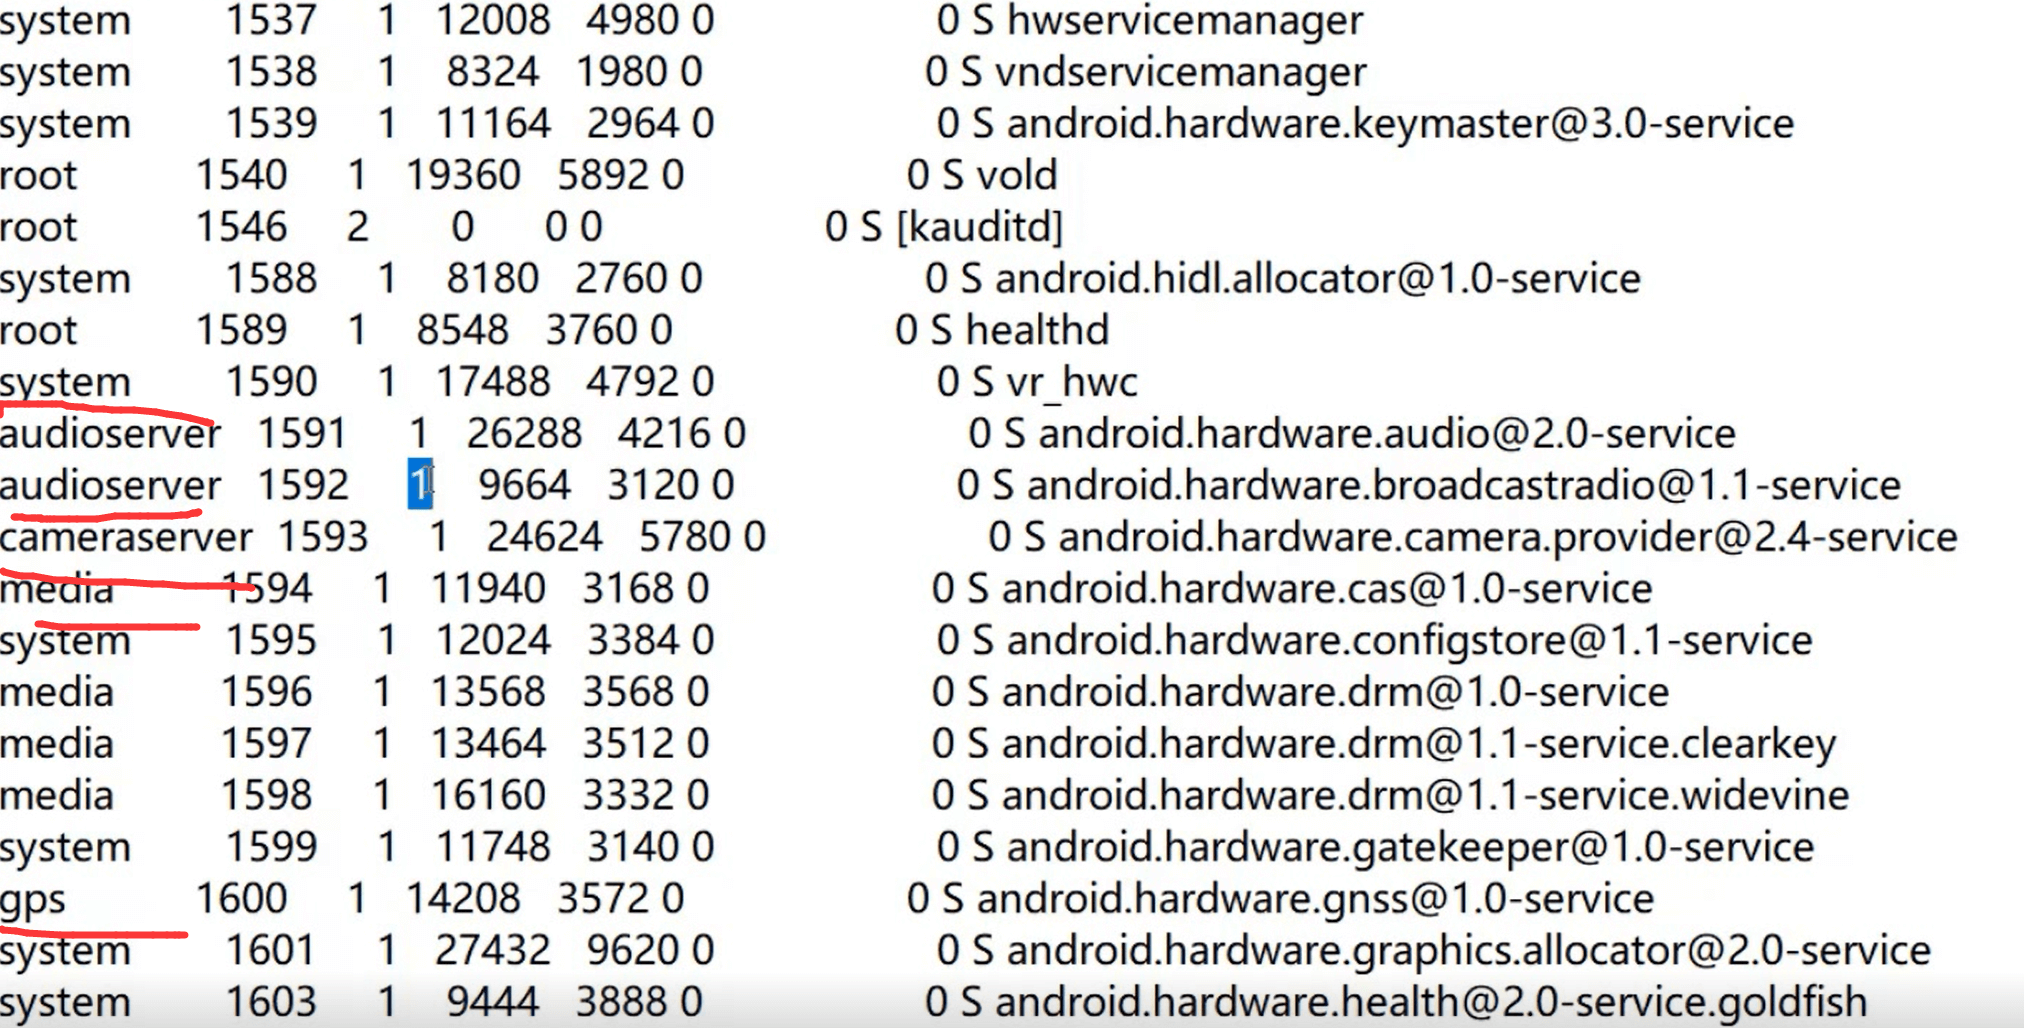 system 1537 1 12008 4980 0 0 S hwservicemanager
system 1538 1 8324 1980 0 0 S vndservicemanager
system 1539 1 11164 2964 0 0 S android.hardware.keymaster@3.0-service
root 1540 1 19360 5892 0 0 S vold
root 1546 2 0 0 0 0 S [kauditd]
system 1588 1 8180 2760 0 0 S android.hidl.allocator@1.0-service
root 1589 1 8548 3760 0 0 S healthd
system 1590 1 17488 4792 0 0 S vr_hwc
audioserver 1591 1 26288 4216 0 0 S android.hardware.audio@2.0-service
audioserver 1592 1 9664 3120 0 0 S android.hardware.broadcastradio@1.1-service
cameraserver 1593 1 24624 5780 0 0 S android.hardware.camera.provider@2.4-service
media 1594 1 11940 3168 0 0 S android.hardware.cas@1.0-service
system 1595 1 12024 3384 0 0 S android.hardware.configstore@1.1-service
media 1596 1 13568 3568 0 0 S android.hardware.drm@1.0-service
media 1597 1 13464 3512 0 0 S android.hardware.drm@1.1-service.clearkey
media 1598 1 16160 3332 0 0 S android.hardware.drm@1.1-service.widevine
system 1599 1 11748 3140 0 0 S android.hardware.gatekeeper@1.0-service
gps 1600 1 14208 3572 0 0 S android.hardware.gnss@1.0-service
system 1601 1 27432 9620 0 0 S android.hardware.graphics.allocator@2.0-service
system 1603 1 9444 3888 0 0 S android.hardware.health@2.0-service.goldfish